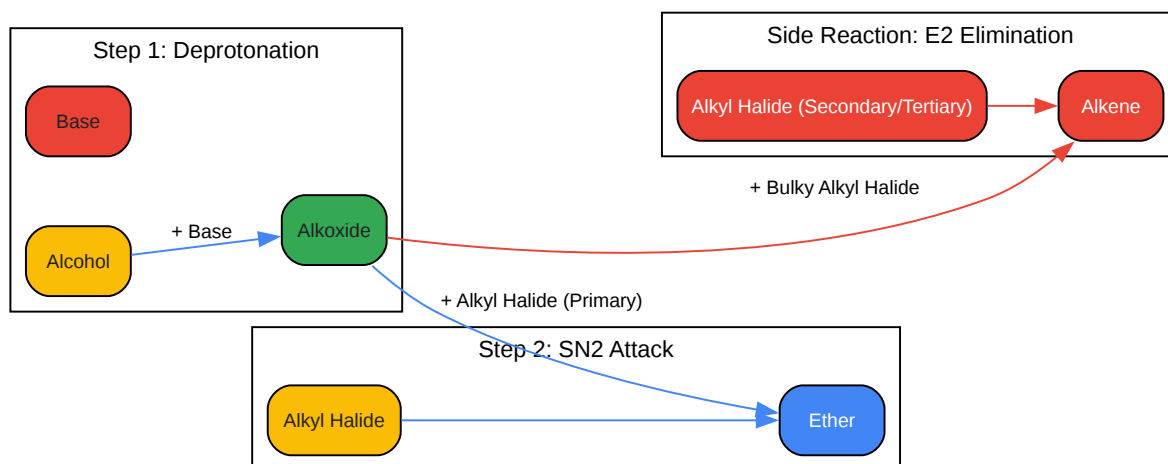 Step 1: Deprotonation
Base
Alcohol
+ Base
Alkoxide
Side Reaction: E2 Elimination
Alkyl Halide (Secondary/Tertiary)
Alkene
+ Bulky Alkyl Halide
+ Alkyl Halide (Primary)
Step 2: SN2 Attack
Alkyl Halide
Ether